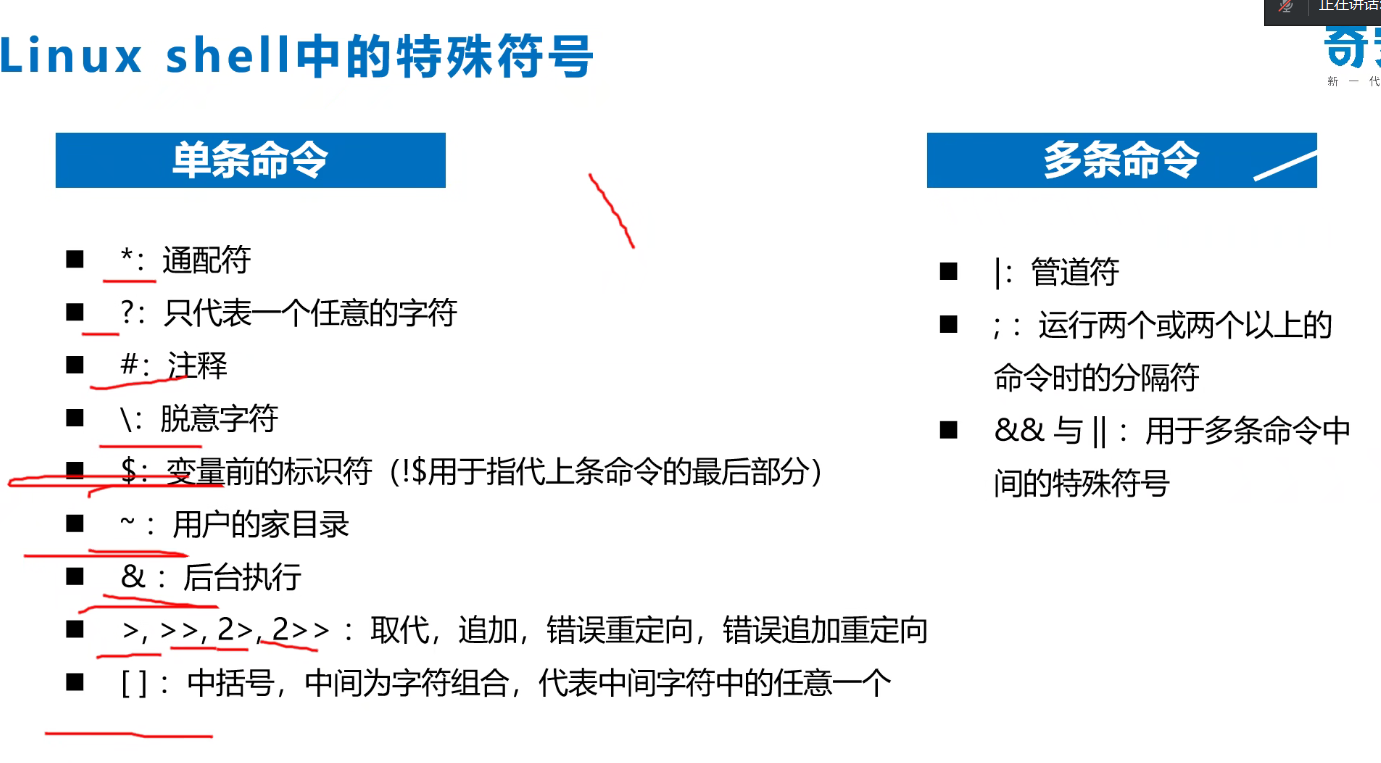 正在讲话
Linux shell中的特殊符号
奇
新 一 代
单条命令
*：通配符
?：只代表一个任意的字符
#：注释
\：脱意字符
$：变量前的标识符（!$用于指代上条命令的最后部分）
~ ：用户的家目录
& ：后台执行
>, >>, 2>, 2>> ：取代，追加，错误重定向，错误追加重定向
[ ] ：中括号，中间为字符组合，代表中间字符中的任意一个
多条命令
|：管道符
; ：运行两个或两个以上的
命令时的分隔符
&& 与 || ：用于多条命令中
间的特殊符号